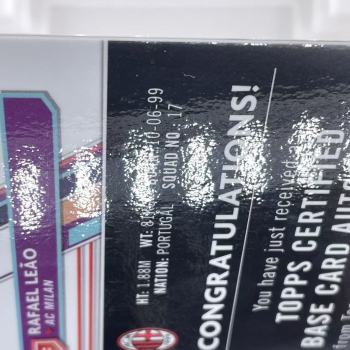 RAFAEL LEÃO
AC MILAN
HT: 1.88M WT: 10-06-99
NATION: PORTUGAL SQUAD NO.: 17
CONGRATULATIONS!
You have just received
TOPPS CERTIFIED
BASE CARD
from